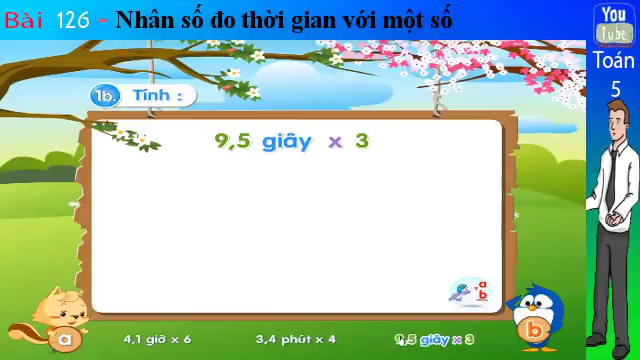 Bài 126 - Nhân số đo thời gian với một số
You
Tube
Toán
5
1b. Tính :
9,5 giây x 3
x a
b
a
4,1 giờ x 6
3,4 phút x 4
9,5 giây x 3
b